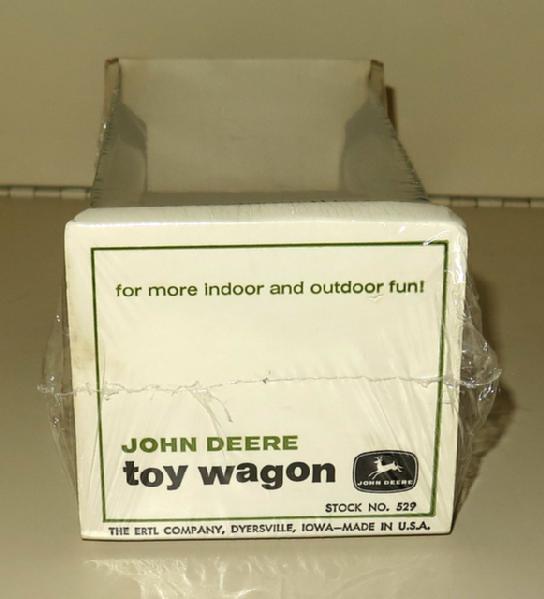 for more indoor and outdoor fun!
JOHN DEERE
toy wagon
JOHN DEERE
STOCK NO. 529
THE ERTL COMPANY, DYERSVILLE, IOWA—MADE IN U.S.A.